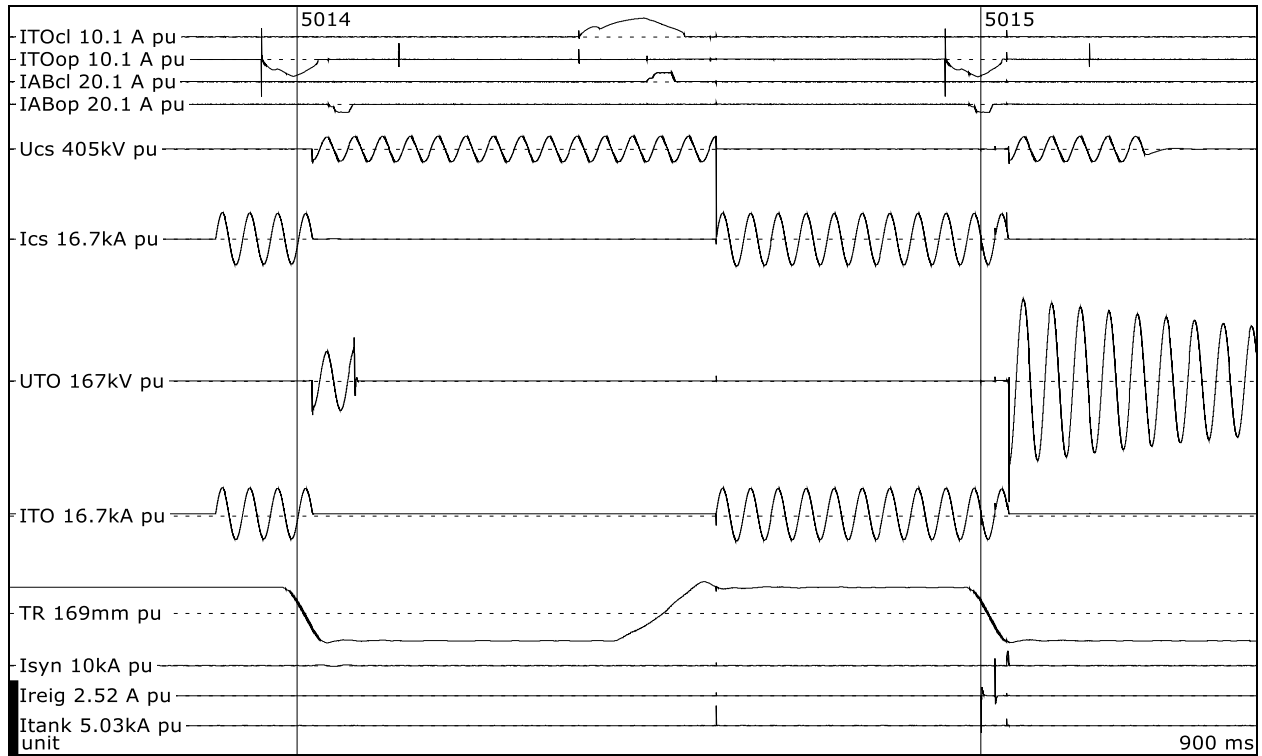 5014
5015
ITOcl 10.1 A pu
ITOop 10.1 A pu
IABcl 20.1 A pu
IABop 20.1 A pu
Ucs 405kV pu
Ics 16.7kA pu
UTO 167kV pu
ITO 16.7kA pu
TR 169mm pu
Isyn 10kA pu
Ireig 2.52 A pu
Itank 5.03kA pu
unit
900 ms